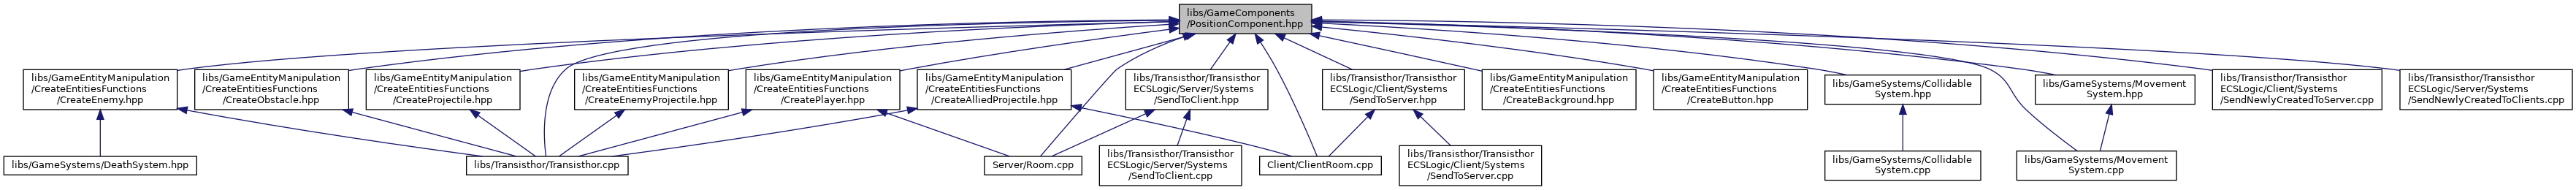 libs/GameComponents
/PositionComponent.hpp
libs/GameEntityManipulation
/CreateEntitiesFunctions
/CreateEnemy.hpp
libs/GameEntityManipulation
/CreateEntitiesFunctions
/CreateObstacle.hpp
libs/GameEntityManipulation
/CreateEntitiesFunctions
/CreateProjectile.hpp
libs/GameEntityManipulation
/CreateEntitiesFunctions
/CreateEnemyProjectile.hpp
libs/GameEntityManipulation
/CreateEntitiesFunctions
/CreatePlayer.hpp
libs/GameEntityManipulation
/CreateEntitiesFunctions
/CreateAlliedProjectile.hpp
libs/Transisthor/Transisthor
ECSLogic/Server/Systems
/SendToClient.hpp
libs/Transisthor/Transisthor
ECSLogic/Client/Systems
/SendToServer.hpp
libs/GameEntityManipulation
/CreateEntitiesFunctions
/CreateBackground.hpp
libs/GameEntityManipulation
/CreateEntitiesFunctions
/CreateButton.hpp
libs/GameSystems/Collidable
System.hpp
libs/GameSystems/Movement
System.hpp
libs/Transisthor/Transisthor
ECSLogic/Client/Systems
/SendNewlyCreatedToServer.cpp
libs/Transisthor/Transisthor
ECSLogic/Server/Systems
/SendNewlyCreatedToClients.cpp
libs/GameSystems/DeathSystem.hpp
libs/Transisthor/Transisthor.cpp
Server/Room.cpp
libs/Transisthor/Transisthor
ECSLogic/Server/Systems
/SendToClient.cpp
Client/ClientRoom.cpp
libs/Transisthor/Transisthor
ECSLogic/Client/Systems
/SendToServer.cpp
libs/GameSystems/Collidable
System.cpp
libs/GameSystems/Movement
System.cpp